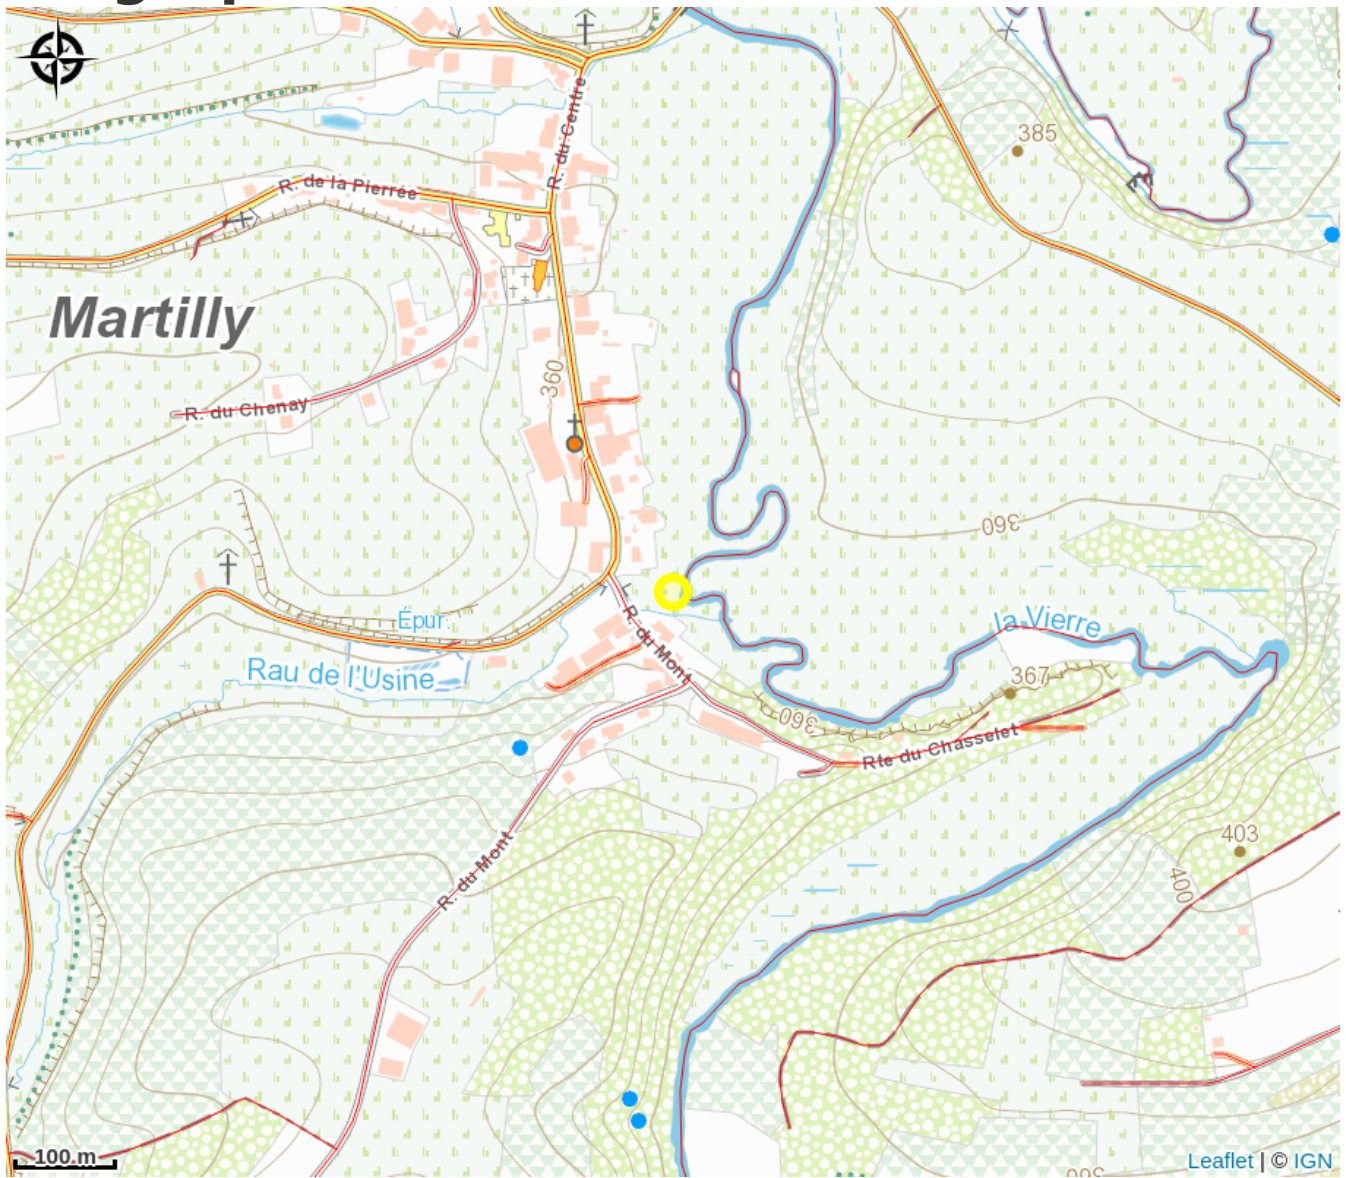 R. du Centre
385
R. de la Pierrée
Martilly
360
R. du Chenay
360
Épur.
la Vierre
R. du Mont
Rau de l'Usine
367
360
Rte du Chasselet
403
R. du Mont
400
100 m
Leaflet | © IGN